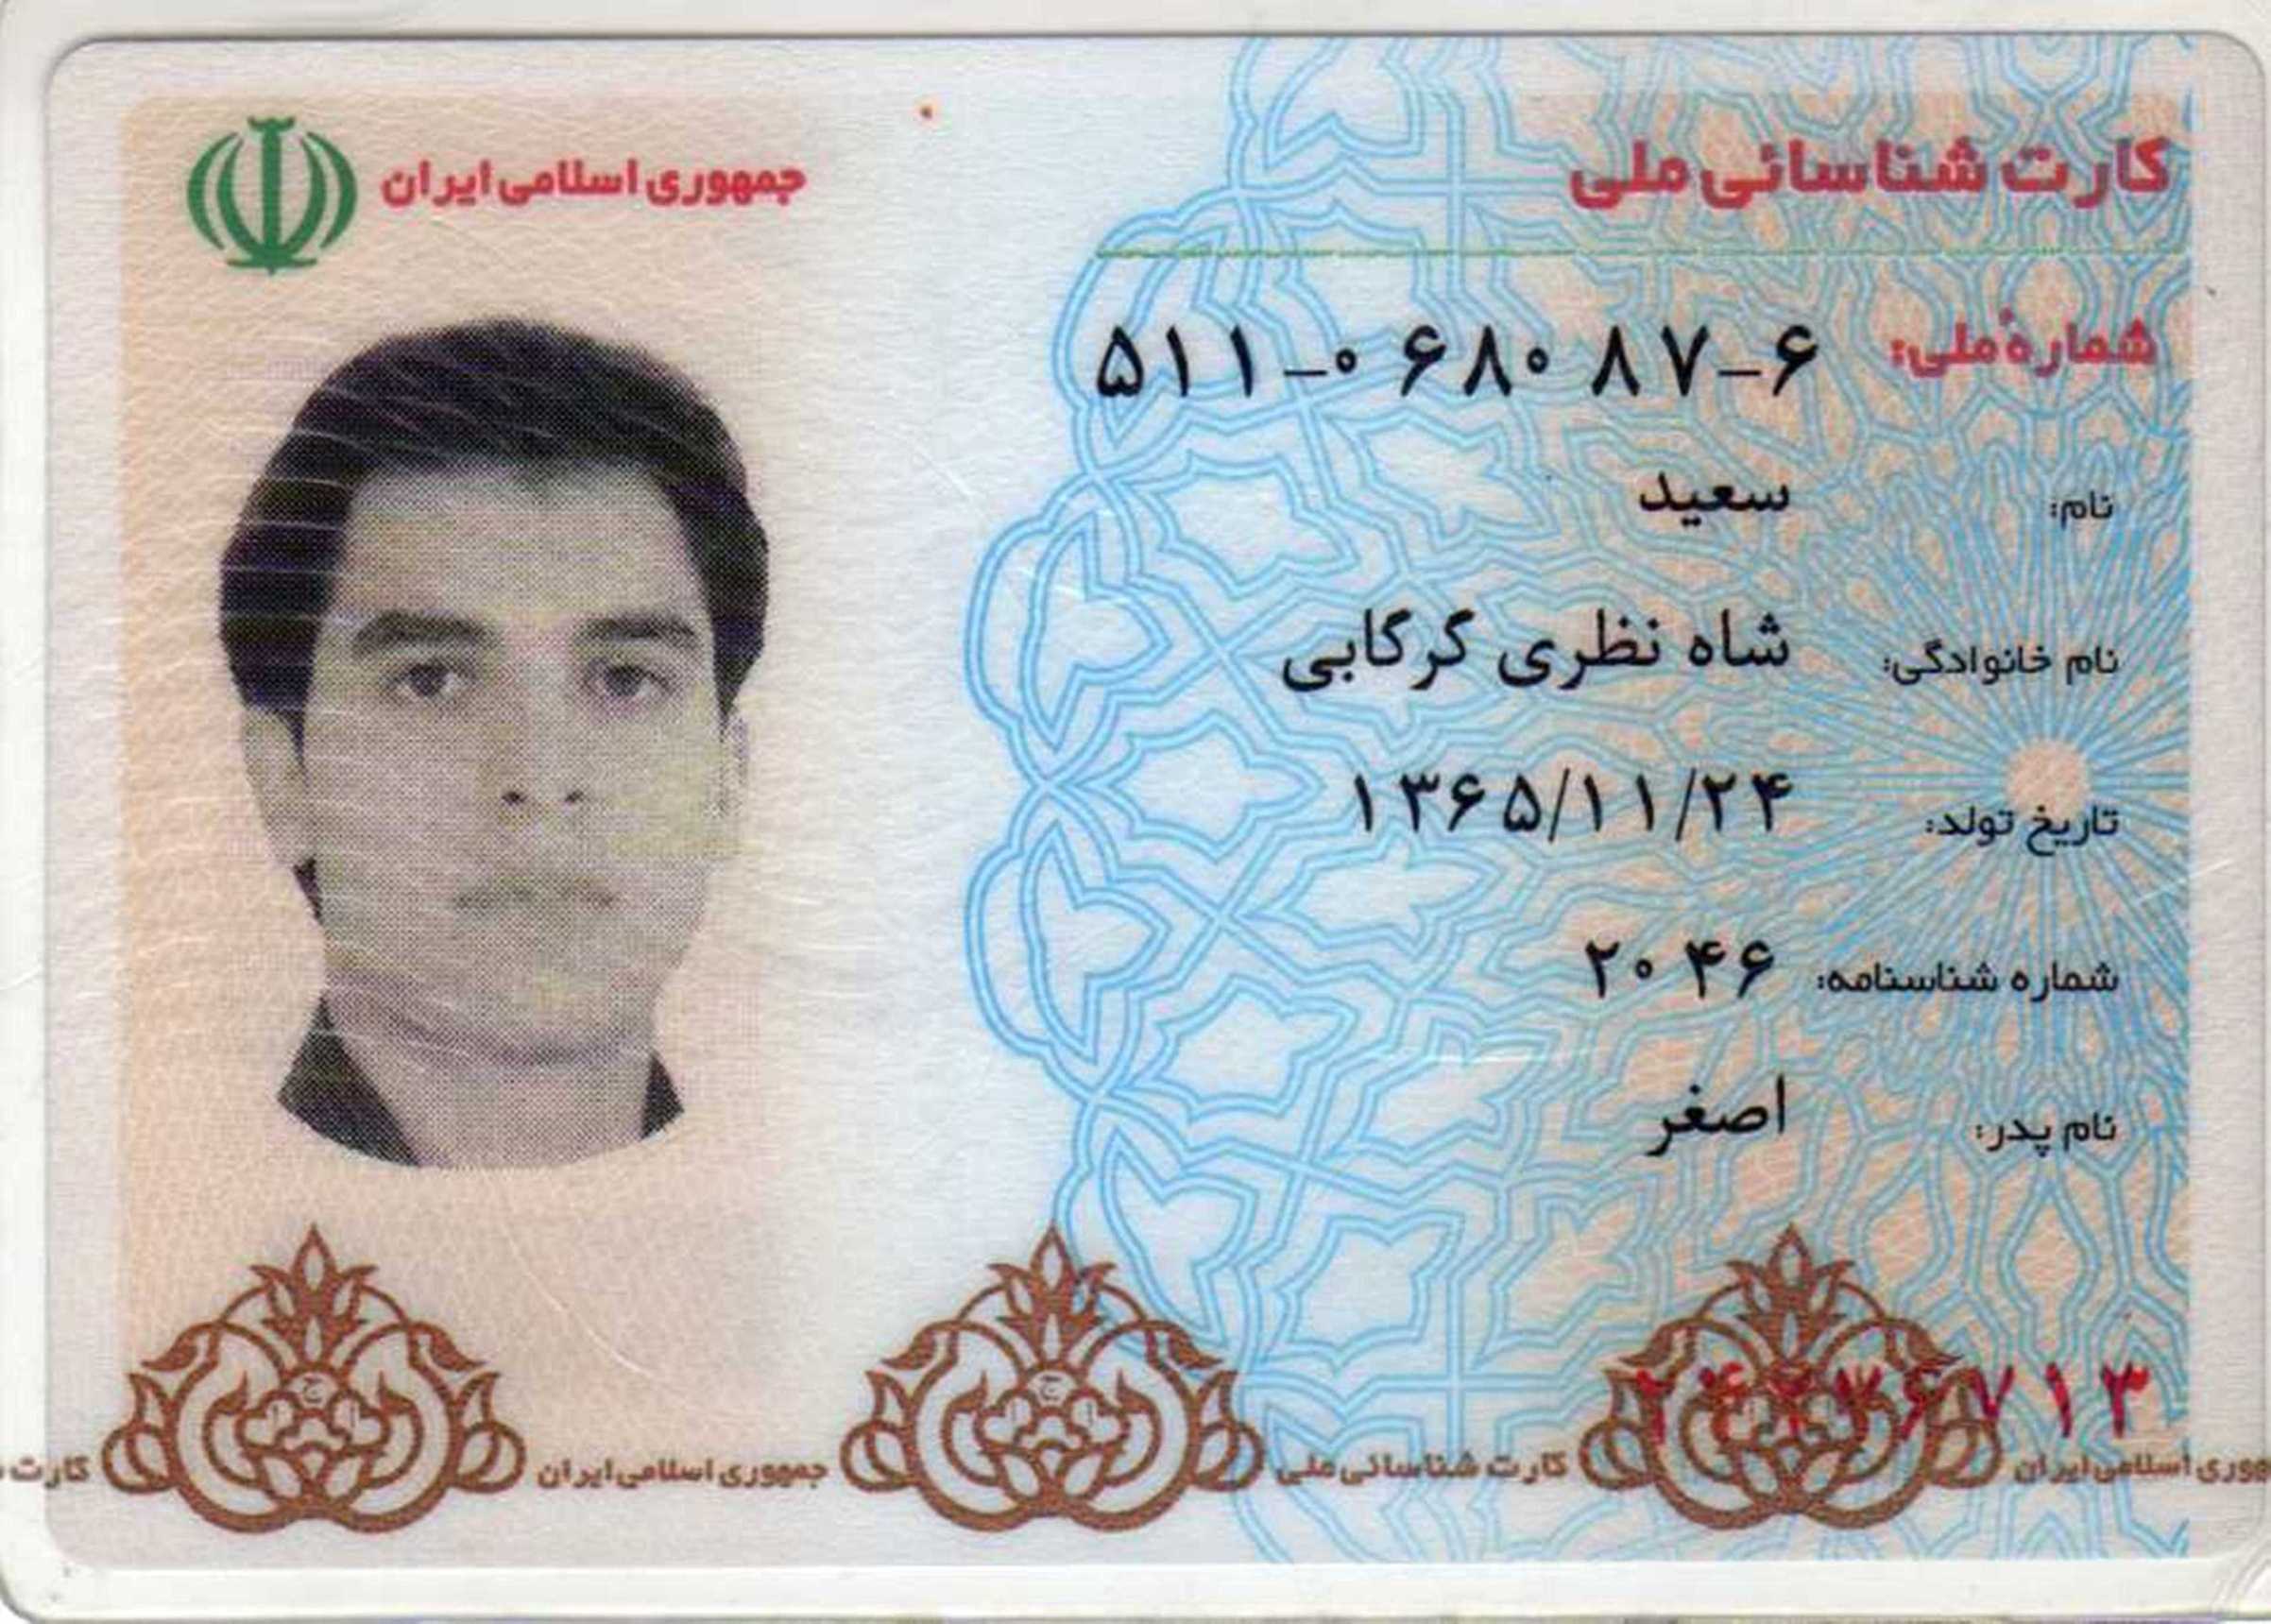 کارت شناسائی ملی
جمهوری اسلامی ایران
شمارهٔ ملی: ۵۱۱-۰۶۸۰۸۷-۶
نام: سعید
نام خانوادگی: شاه نظری گرگابی
تاریخ تولد: ۱۳۶۵/۱۱/۲۴
شماره شناسنامه: ۲۰۴۶
نام پدر: اصغر
جمهوری اسلامی ایران کارت شناسائی ملی جمهوری اسلامی ایران کارت